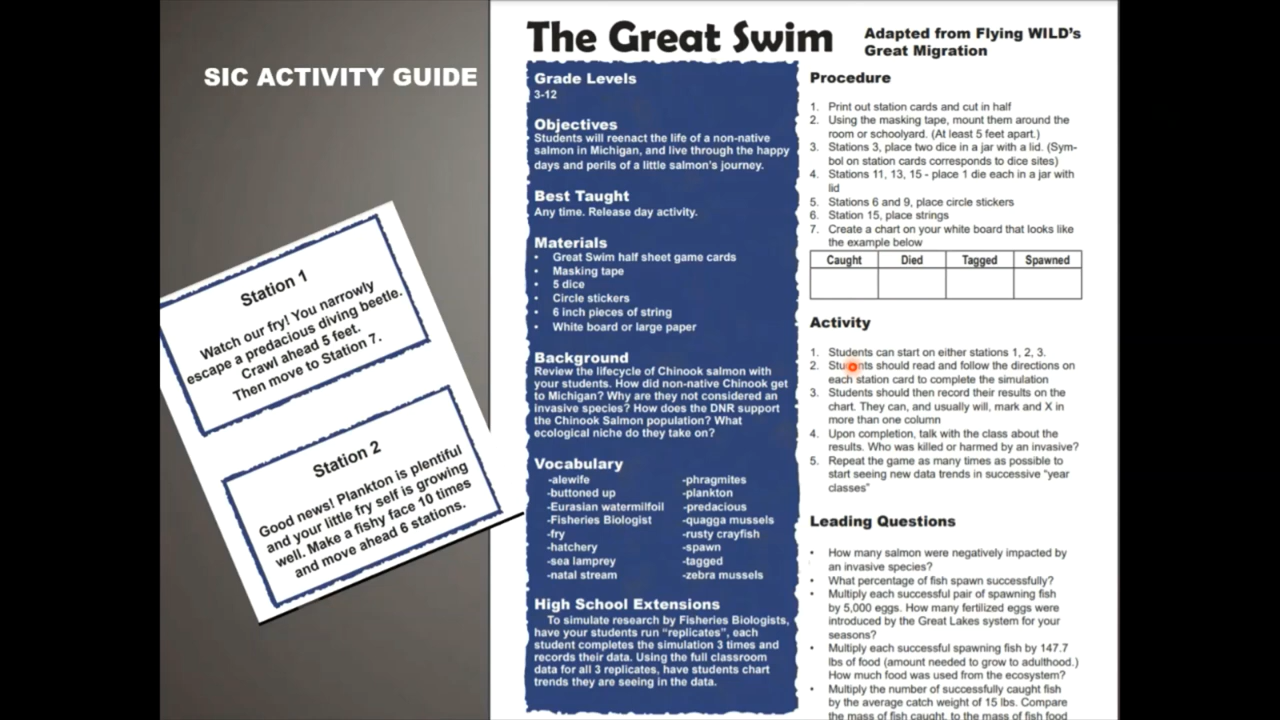 SIC ACTIVITY GUIDE
Station 1
Watch our fry! You narrowly
escape a predacious diving beetle.
Crawl ahead 5 feet.
Then move to Station 7.
Station 2
Good news! Plankton is plentiful
and your little fry self is growing
well. Make a fishy face 10 times
and move ahead 6 stations.
The Great Swim
Adapted from Flying WILD's
Great Migration
Grade Levels
3-12
Objectives
Students will reenact the life of a non-native
salmon in Michigan, and live through the happy
days and perils of a little salmon's journey.
Best Taught
Any time. Release day activity.
Materials
• Great Swim half sheet game cards
• Masking tape
• 5 dice
• Circle stickers
• 6 inch pieces of string
• White board or large paper
Background
Review the lifecycle of Chinook salmon with
your students. How did non-native Chinook get
to Michigan? Why are they not considered an
invasive species? How does the DNR support
the Chinook Salmon population? What
ecological niche do they take on?
Vocabulary
-alewife
-buttoned up
-Eurasian watermilfoil
-Fisheries Biologist
-fry
-hatchery
-sea lamprey
-natal stream
-phragmites
-plankton
-predacious
-quagga mussels
-rusty crayfish
-spawn
-tagged
-zebra mussels
High School Extensions
To simulate research by Fisheries Biologists,
have your students run "replicates", each
student completes the simulation 3 times and
records their data. Using the full classroom
data for all 3 replicates, have students chart
trends they are seeing in the data.
Procedure
1. Print out station cards and cut in half
2. Using the masking tape, mount them around the
room or schoolyard. (At least 5 feet apart.)
3. Stations 3, place two dice in a jar with a lid. (Sym-
bol on station cards corresponds to dice sites)
4. Stations 11, 13, 15 - place 1 die each in a jar with
lid
5. Stations 6 and 9, place circle stickers
6. Station 15, place strings
7. Create a chart on your white board that looks like
the example below
Caught Died Tagged Spawned
Activity
1. Students can start on either stations 1, 2, 3.
2. Students should read and follow the directions on
each station card to complete the simulation
3. Students should then record their results on the
chart. They can, and usually will, mark and X in
more than one column
4. Upon completion, talk with the class about the
results. Who was killed or harmed by an invasive?
5. Repeat the game as many times as possible to
start seeing new data trends in successive "year
classes"
Leading Questions
• How many salmon were negatively impacted by
an invasive species?
• What percentage of fish spawn successfully?
• Multiply each successful pair of spawning fish
by 5,000 eggs. How many fertilized eggs were
introduced by the Great Lakes system for your
seasons?
• Multiply each successful spawning fish by 147.7
lbs of food (amount needed to grow to adulthood.)
How much food was used from the ecosystem?
• Multiply the number of successfully caught fish
by the average catch weight of 15 lbs. Compare
the mass of fish caught, to the mass of fish food